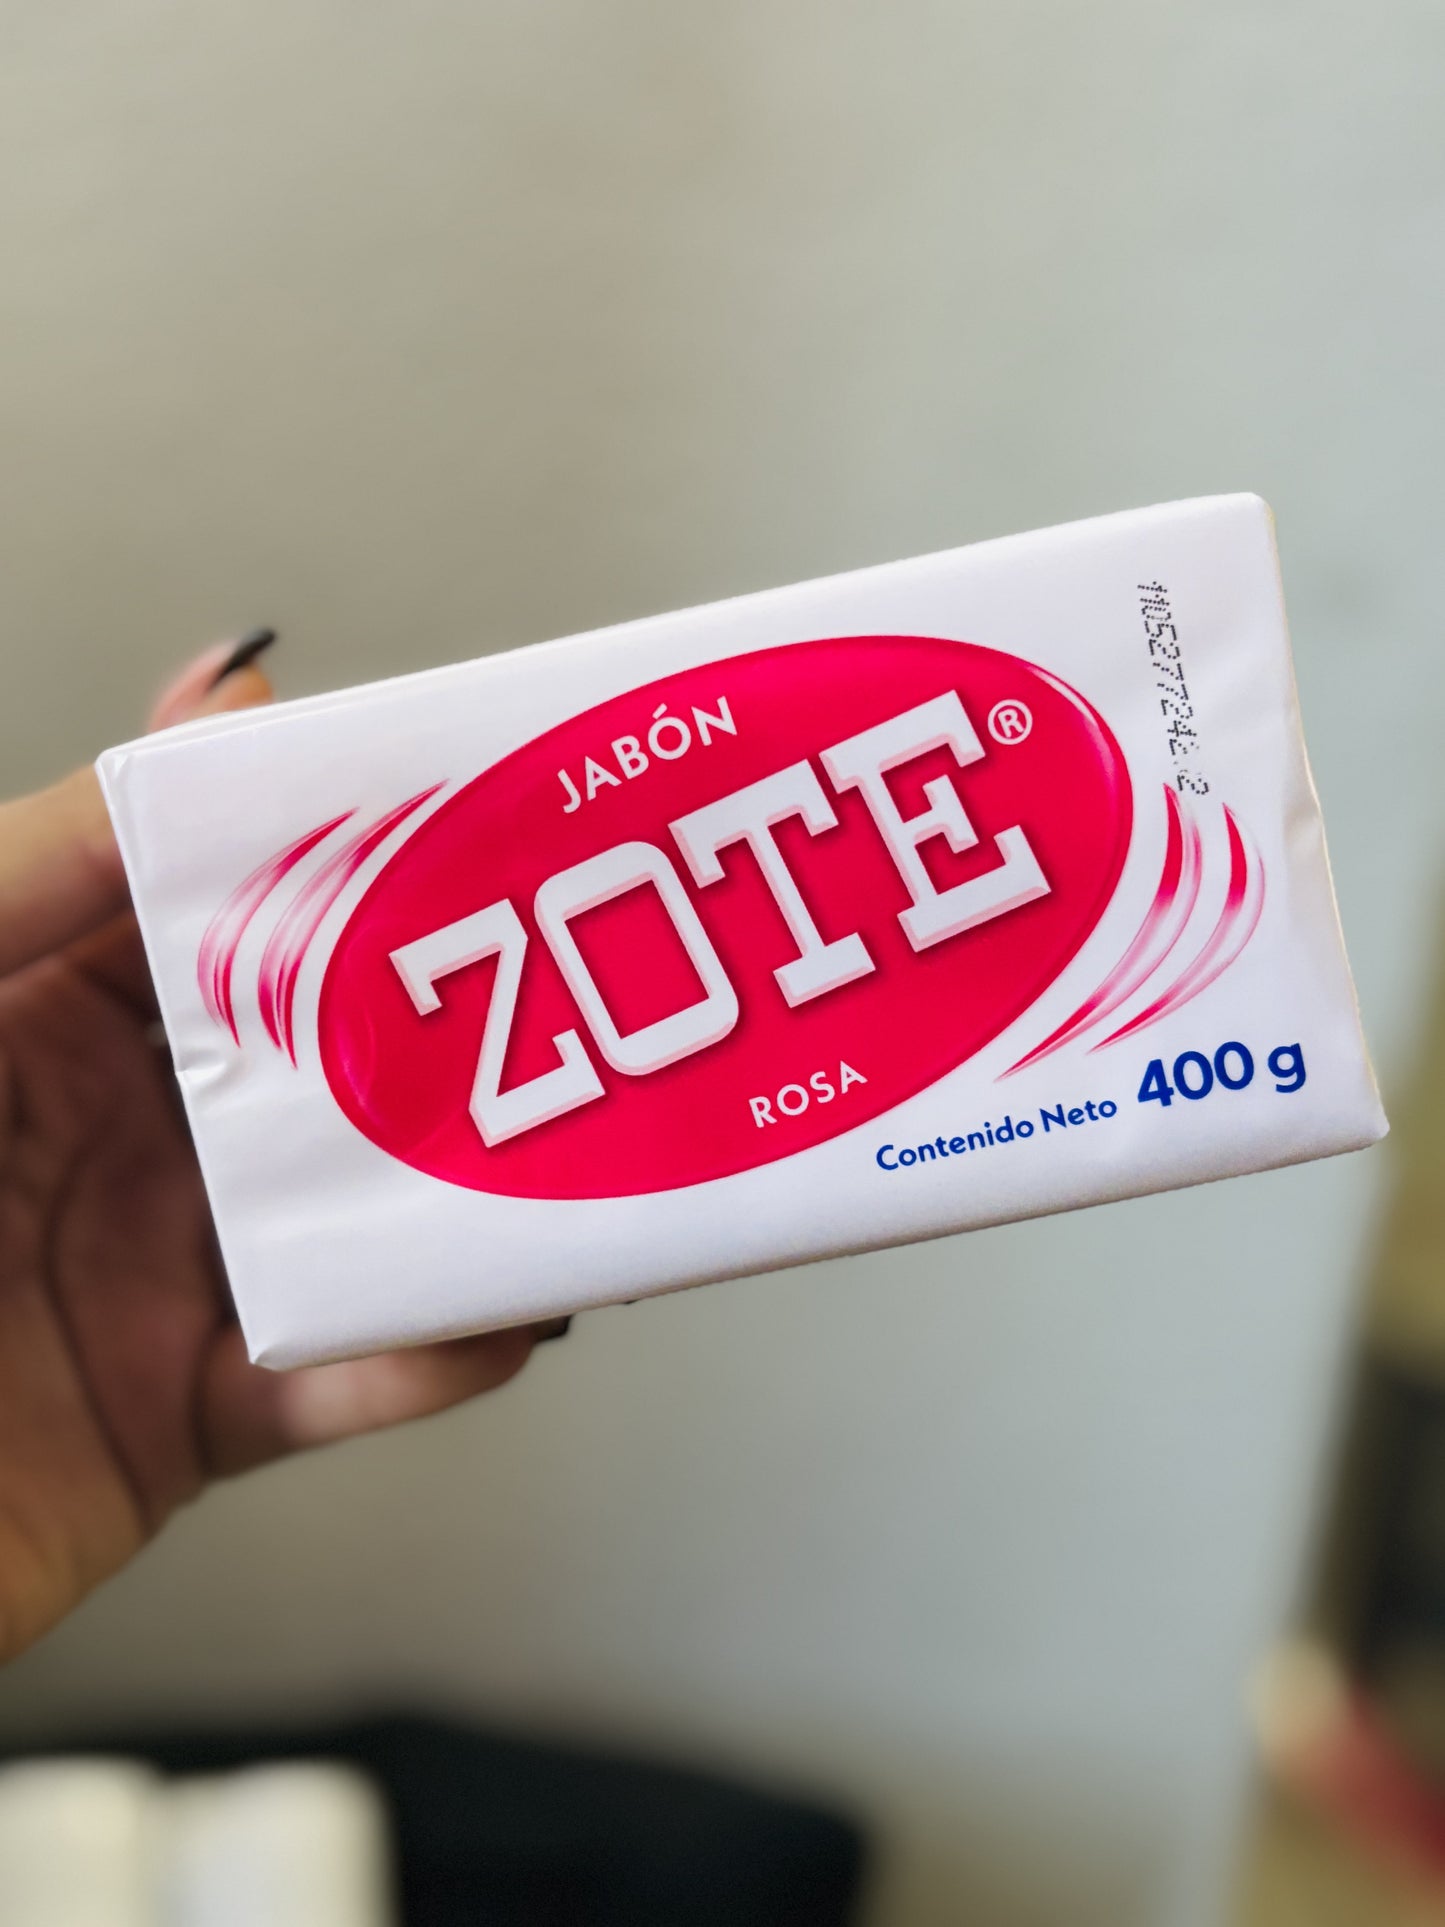 JABÓN
ZOTE®
ROSA
Contenido Neto 400 g